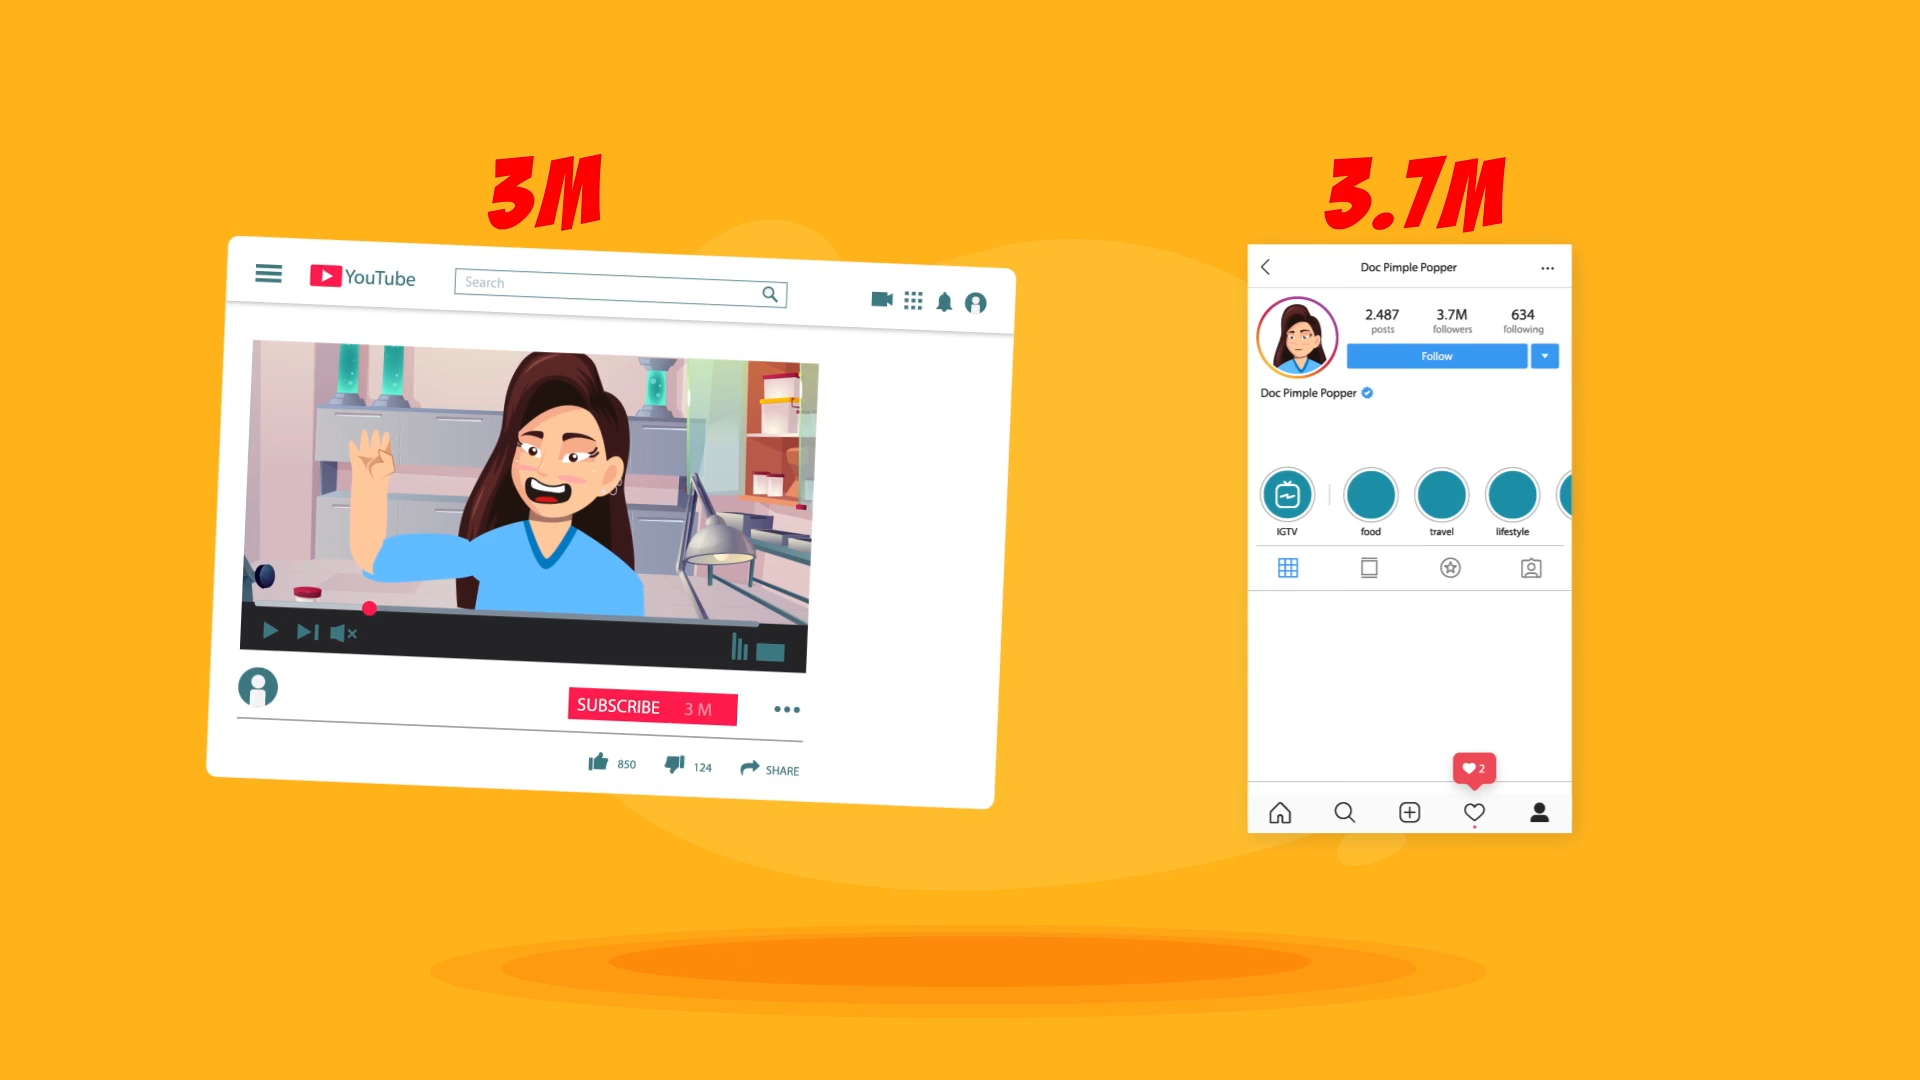 3M
3.7M
YouTube
Search
SUBSCRIBE 3 M
850 124 SHARE
Doc Pimple Popper
2.487 3.7M 634
posts followers following
Follow
Doc Pimple Popper
IGTV food travel lifestyle
2